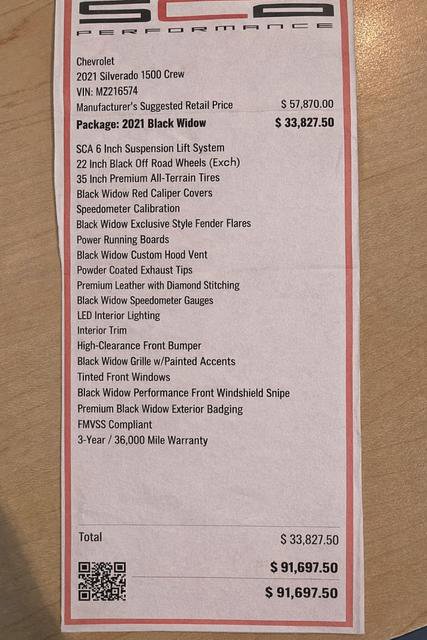 SCA
PERFORMANCE
Chevrolet
2021 Silverado 1500 Crew
VIN: MZ216574
Manufacturer's Suggested Retail Price $ 57,870.00
Package: 2021 Black Widow $ 33,827.50
SCA 6 Inch Suspension Lift System
22 Inch Black Off Road Wheels (Exch)
35 Inch Premium All-Terrain Tires
Black Widow Red Caliper Covers
Speedometer Calibration
Black Widow Exclusive Style Fender Flares
Power Running Boards
Black Widow Custom Hood Vent
Powder Coated Exhaust Tips
Premium Leather with Diamond Stitching
Black Widow Speedometer Gauges
LED Interior Lighting
Interior Trim
High-Clearance Front Bumper
Black Widow Grille w/Painted Accents
Tinted Front Windows
Black Widow Performance Front Windshield Snipe
Premium Black Widow Exterior Badging
FMVSS Compliant
3-Year / 36,000 Mile Warranty
Total $ 33,827.50
$ 91,697.50
$ 91,697.50